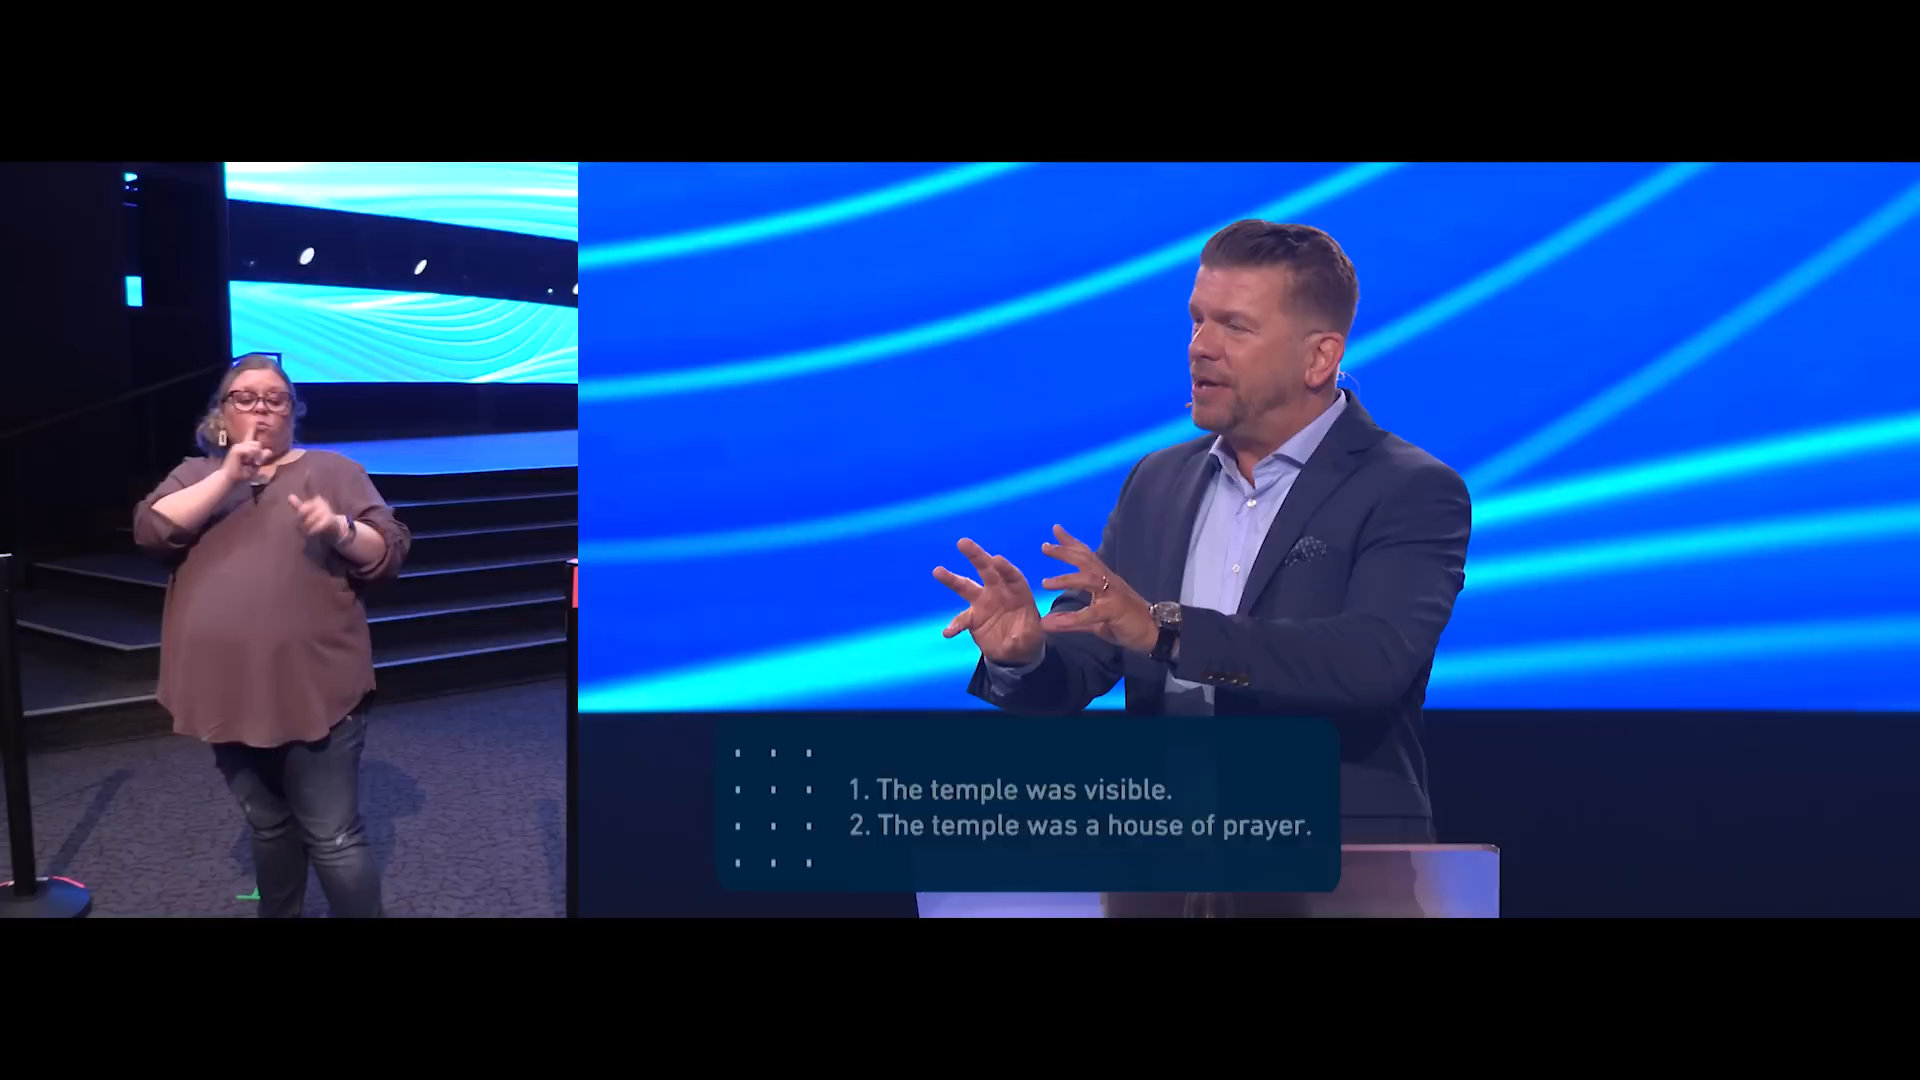 1. The temple was visible.
2. The temple was a house of prayer.